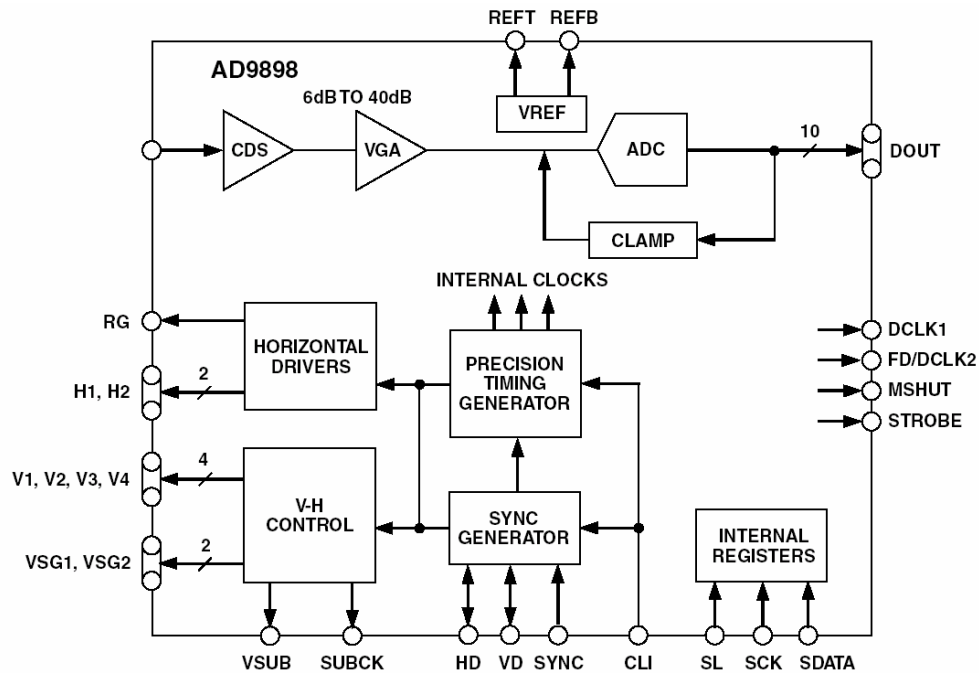 REFT REFB
AD9898
6dB TO 40dB
VREF
CDS
VGA
ADC
10
DOUT
CLAMP
INTERNAL CLOCKS
RG
HORIZONTAL
DRIVERS
PRECISION
TIMING
GENERATOR
DCLK1
FD/DCLK2
MSHUT
STROBE
H1, H2
2
V1, V2, V3, V4
4
V-H
CONTROL
SYNC
GENERATOR
INTERNAL
REGISTERS
VSG1, VSG2
2
VSUB SUBCK HD VD SYNC CLI SL SCK SDATA